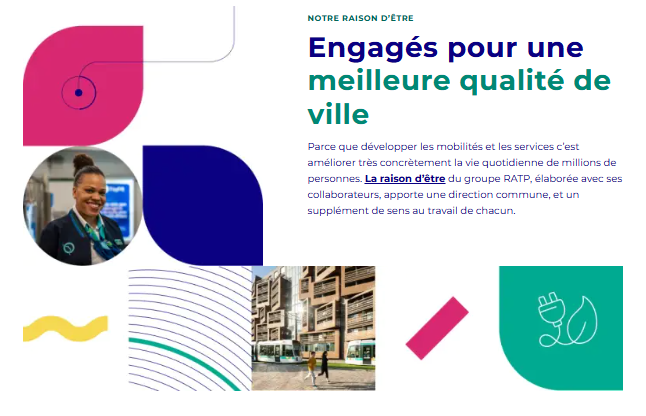 NOTRE RAISON D'ÊTRE
Engagés pour une
meilleure qualité de
ville
Parce que développer les mobilités et les services c'est
améliorer très concrètement la vie quotidienne de millions de
personnes. La raison d'être du groupe RATP, élaborée avec ses
collaborateurs, apporte une direction commune, et un
supplément de sens au travail de chacun.